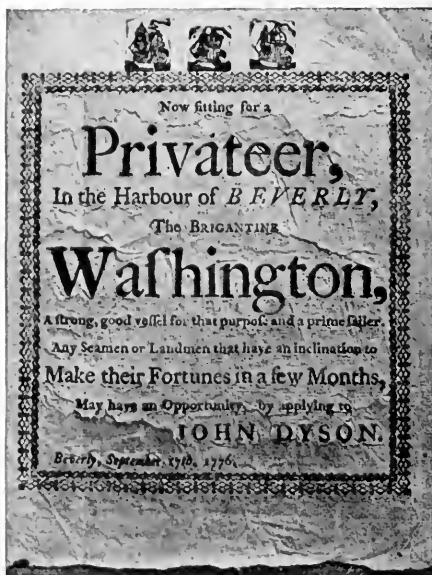 Now fitting for a
Privateer,
In the Harbour of BEVERLY,
The BRIGANTINE
Waſhington,
A ſtrong, good veſſel for that purpoſe and a prime ſailer.
Any Seamen or Landmen that have an inclination to
Make their Fortunes in a few Months,
May have an Opportunity, by applying to
JOHN DYSON.
Beverly, September, 17th, 1776.